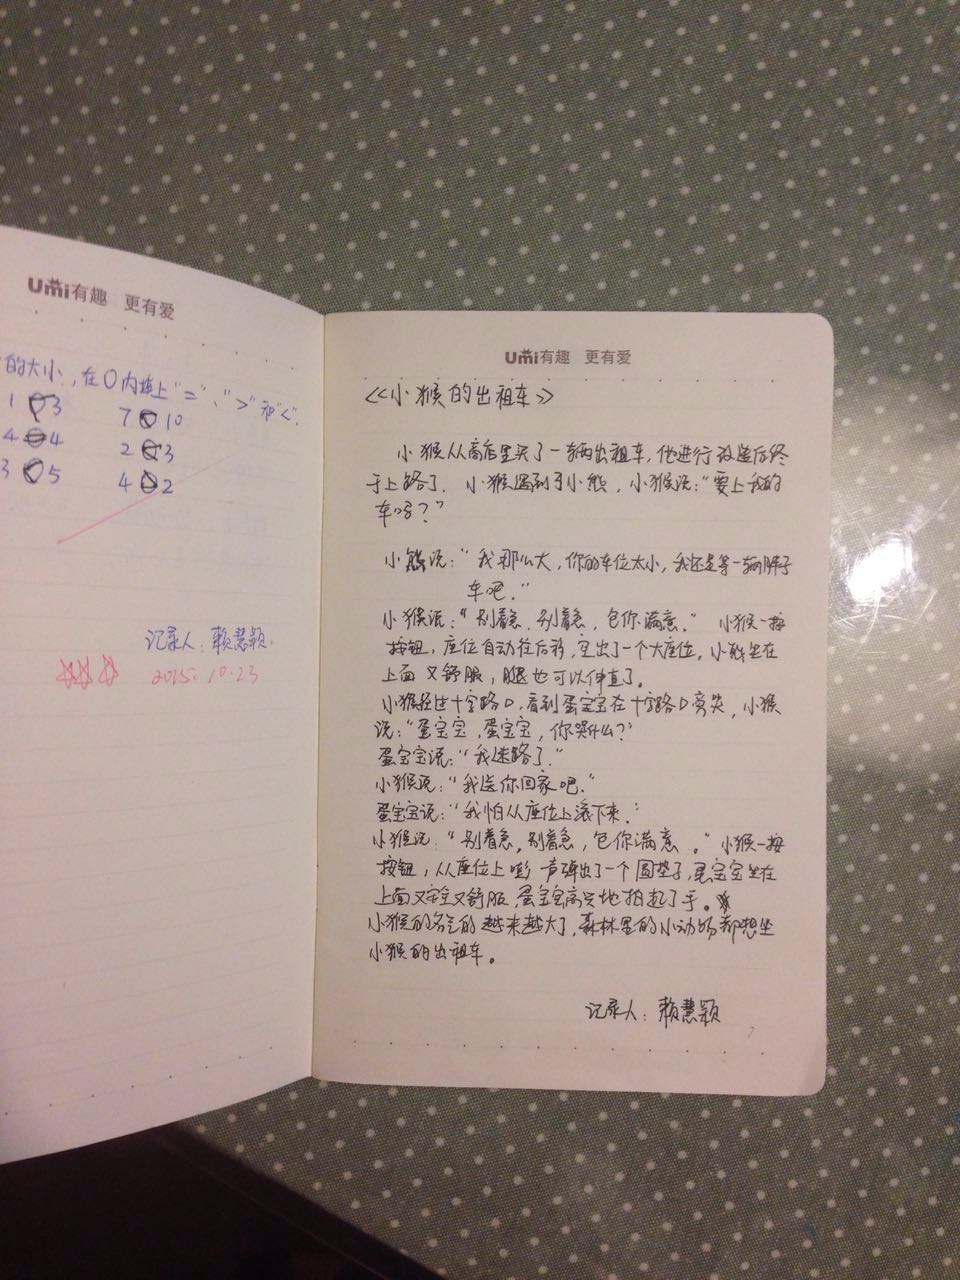 Umi有趣 更有爱
的大小,在〇内填上"="、">"和"<".
1 3 7 10
4 4 2 3
3 5 4 2
记录人:赖慧颖.
2015.10.23
Umi有趣 更有爱
《小猴的出租车》
小猴从商店里买了一辆出租车,他进行改造后终
于上路了. 小猴遇到了小熊,小猴说:"要上我的
车吗?"
小熊说:"我那么大,你的车位太小,我还是等一辆胖子
车吧."
小猴说:"别着急,别着急,包你满意." 小猴一按
按钮,座位自动往后移,空出了一个大座位,小熊坐在
上面又舒服,腿也可以伸直了.
小猴经过十字路口,看到蛋宝宝在十字路口旁哭,小猴
说:"蛋宝宝,蛋宝宝,你哭什么?"
蛋宝宝说:"我迷路了."
小猴说:"我送你回家吧."
蛋宝宝说:"我怕从座位上滚下来."
小猴说:"别着急,别着急,包你满意。"小猴一按
按钮,从座位上嘭 声弹出了一个圆垫子,蛋宝宝坐在
上面又安全又舒服,蛋宝宝高兴地拍起了手。
小猴的名气的越来越大了,森林里的小动物都想坐
小猴的出租车。
记录人:赖慧颖